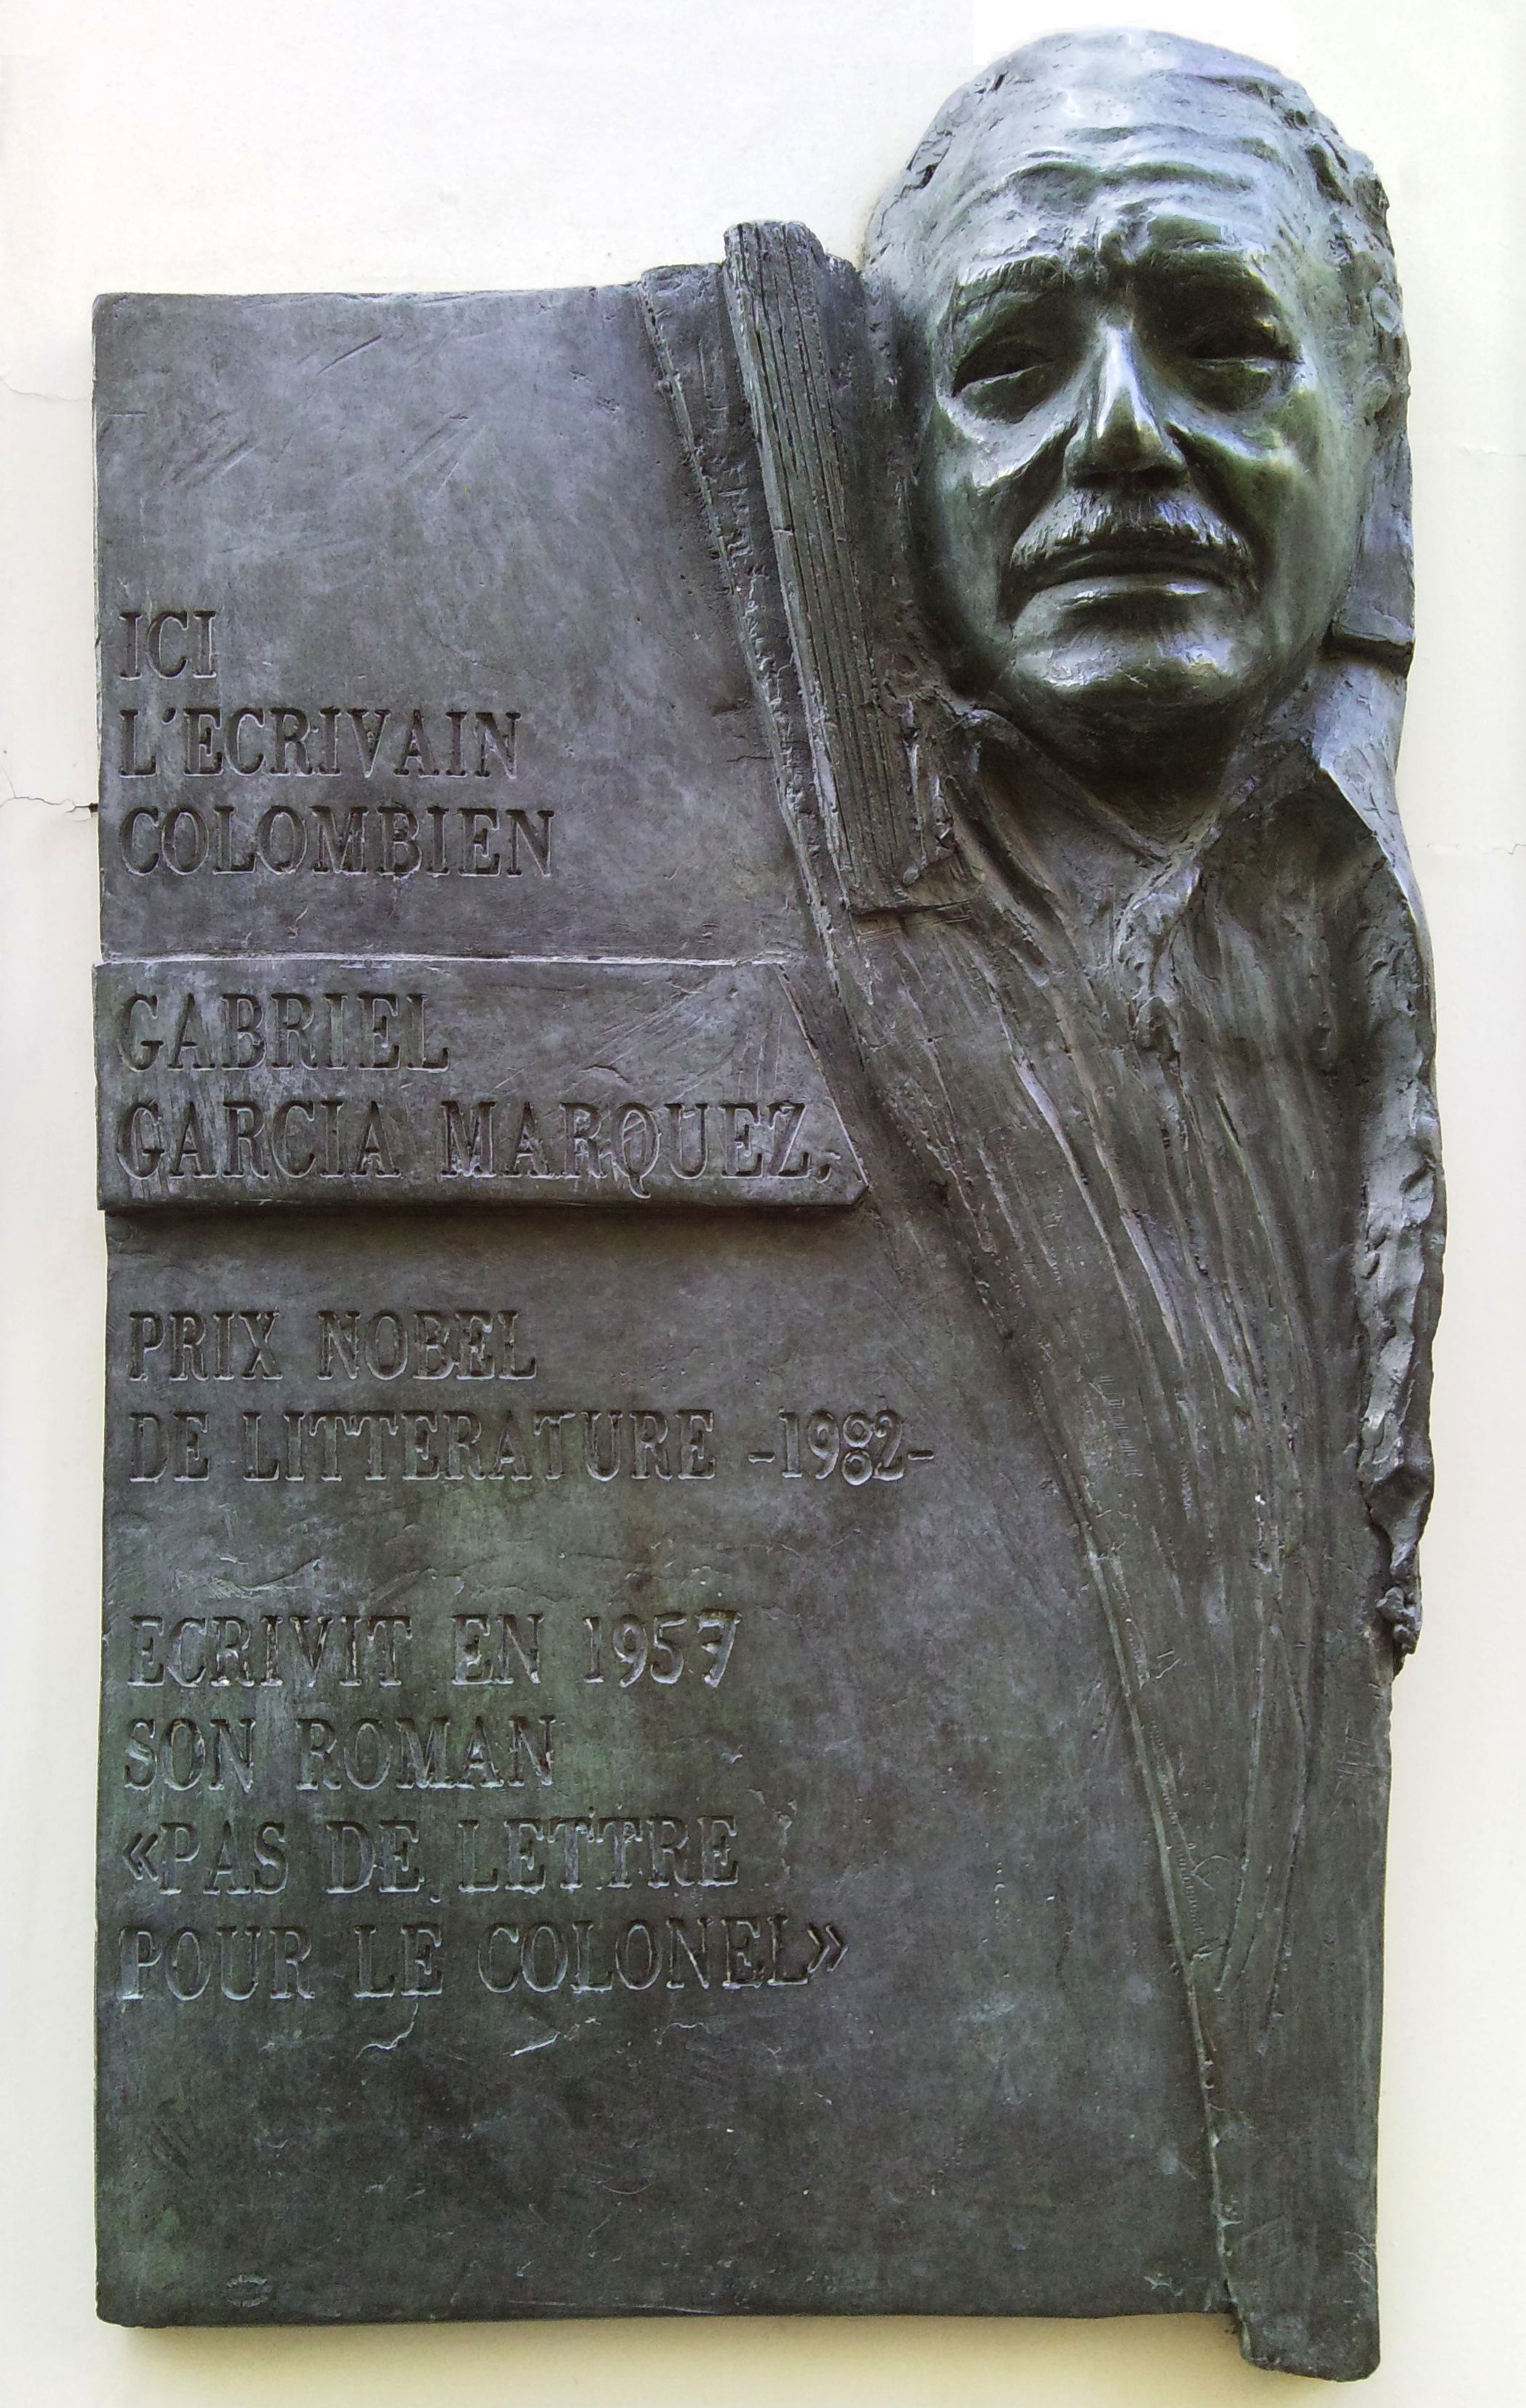 ICI
L'ECRIVAIN
COLOMBIEN
GABRIEL
GARCIA MARQUEZ,
PRIX NOBEL
DE LITTERATURE -1982-
ECRIVIT EN 1957
SON ROMAN
«PAS DE LETTRE
POUR LE COLONEL»